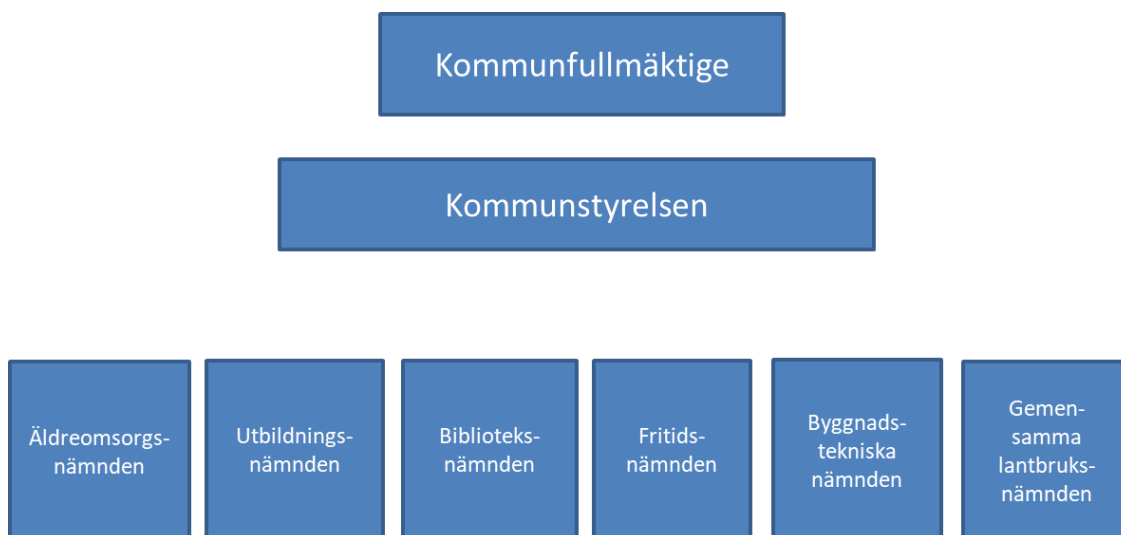 Kommunfullmäktige
Kommunstyrelsen
Äldreomsorgs-
nämnden
Utbildnings-
nämnden
Biblioteks-
nämnden
Fritids-
nämnden
Byggnads-
tekniska
nämnden
Gemen-
samma
lantbruks-
nämnden